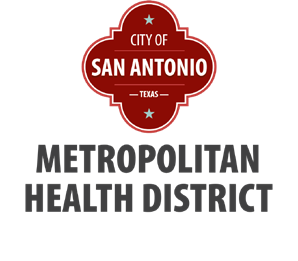 CITY OF
SAN ANTONIO
— TEXAS —
METROPOLITAN
HEALTH DISTRICT